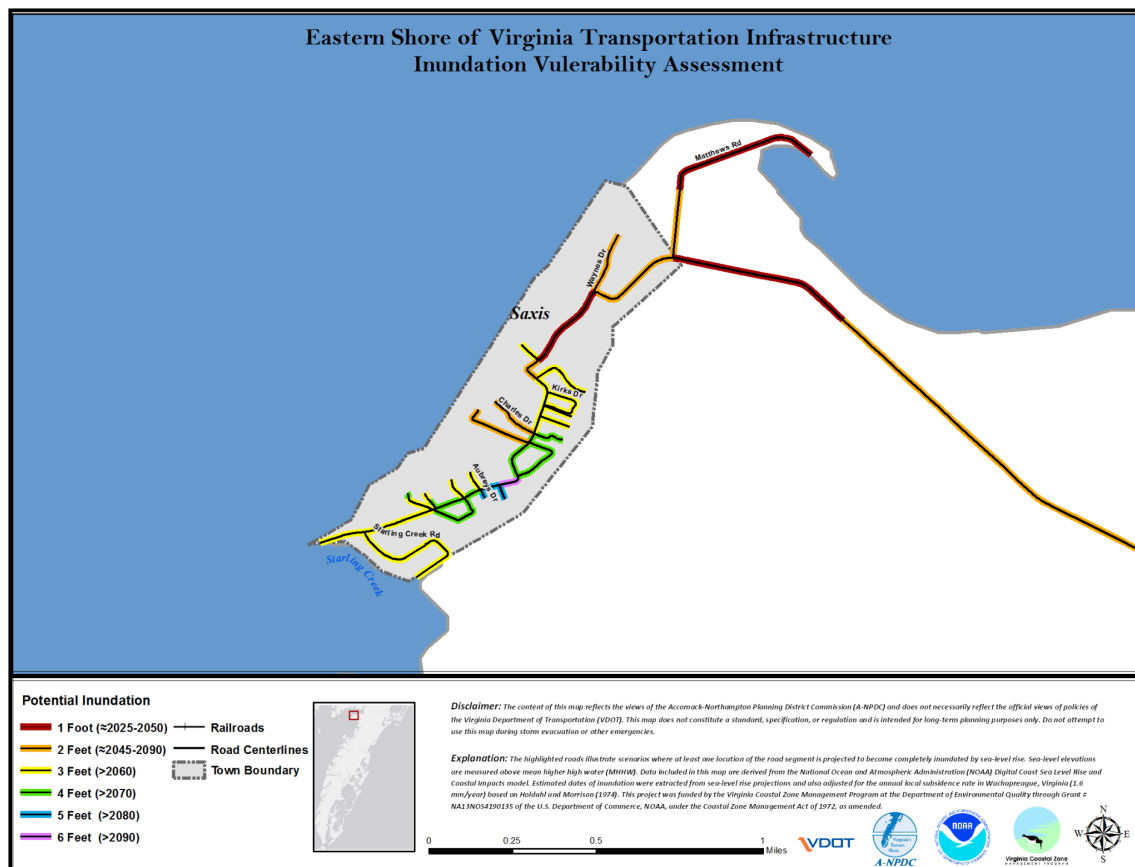 Eastern Shore of Virginia Transportation Infrastructure
Inundation Vulerability Assessment
Matthews Rd
Waynes Dr
Saxis
Kirks Dr
Charles Dr
Aubreys Dr
Starling Creek Rd
Starling Creek
Potential Inundation
1 Foot (≈2025-2050)
2 Feet (≈2045-2090)
3 Feet (>2060)
4 Feet (>2070)
5 Feet (>2080)
6 Feet (>2090)
Railroads
Road Centerlines
Town Boundary
Disclaimer: The content of this map reflects the views of the Accomack-Northampton Planning District Commission (A-NPDC) and does not necessarily reflect the official views of policies of
the Virginia Department of Transportation (VDOT). This map does not constitute a standard, specification, or regulation and is intended for long-term planning purposes only. Do not attempt to
use this map during storm evacuation or other emergencies.
Explanation: The highlighted roads illustrate scenarios where at least one location of the road segment is projected to become completely inundated by sea-level rise. Sea-level elevations
are measured above mean higher high water (MHHW). Data included in this map are derived from the National Ocean and Atmospheric Administration (NOAA) Digital Coast Sea Level Rise and
Coastal Impacts model. Estimated dates of inundation were extracted from sea-level rise projections and also adjusted for the annual local subsidence rate in Wachapreague, Virginia (1.6
mm/year) based on Holdahl and Morrison (1974). This project was funded by the Virginia Coastal Zone Management Program at the Department of Environmental Quality through Grant #
NA13NOS4190135 of the U.S. Department of Commerce, NOAA, under the Coastal Zone Management Act of 1972, as amended.
0 0.25 0.5 1
Miles
VDOT
Virginia's
Eastern
Shore
A-NPDC
NOAA
Virginia Coastal Zone
MANAGEMENT PROGRAM
N
W E
S